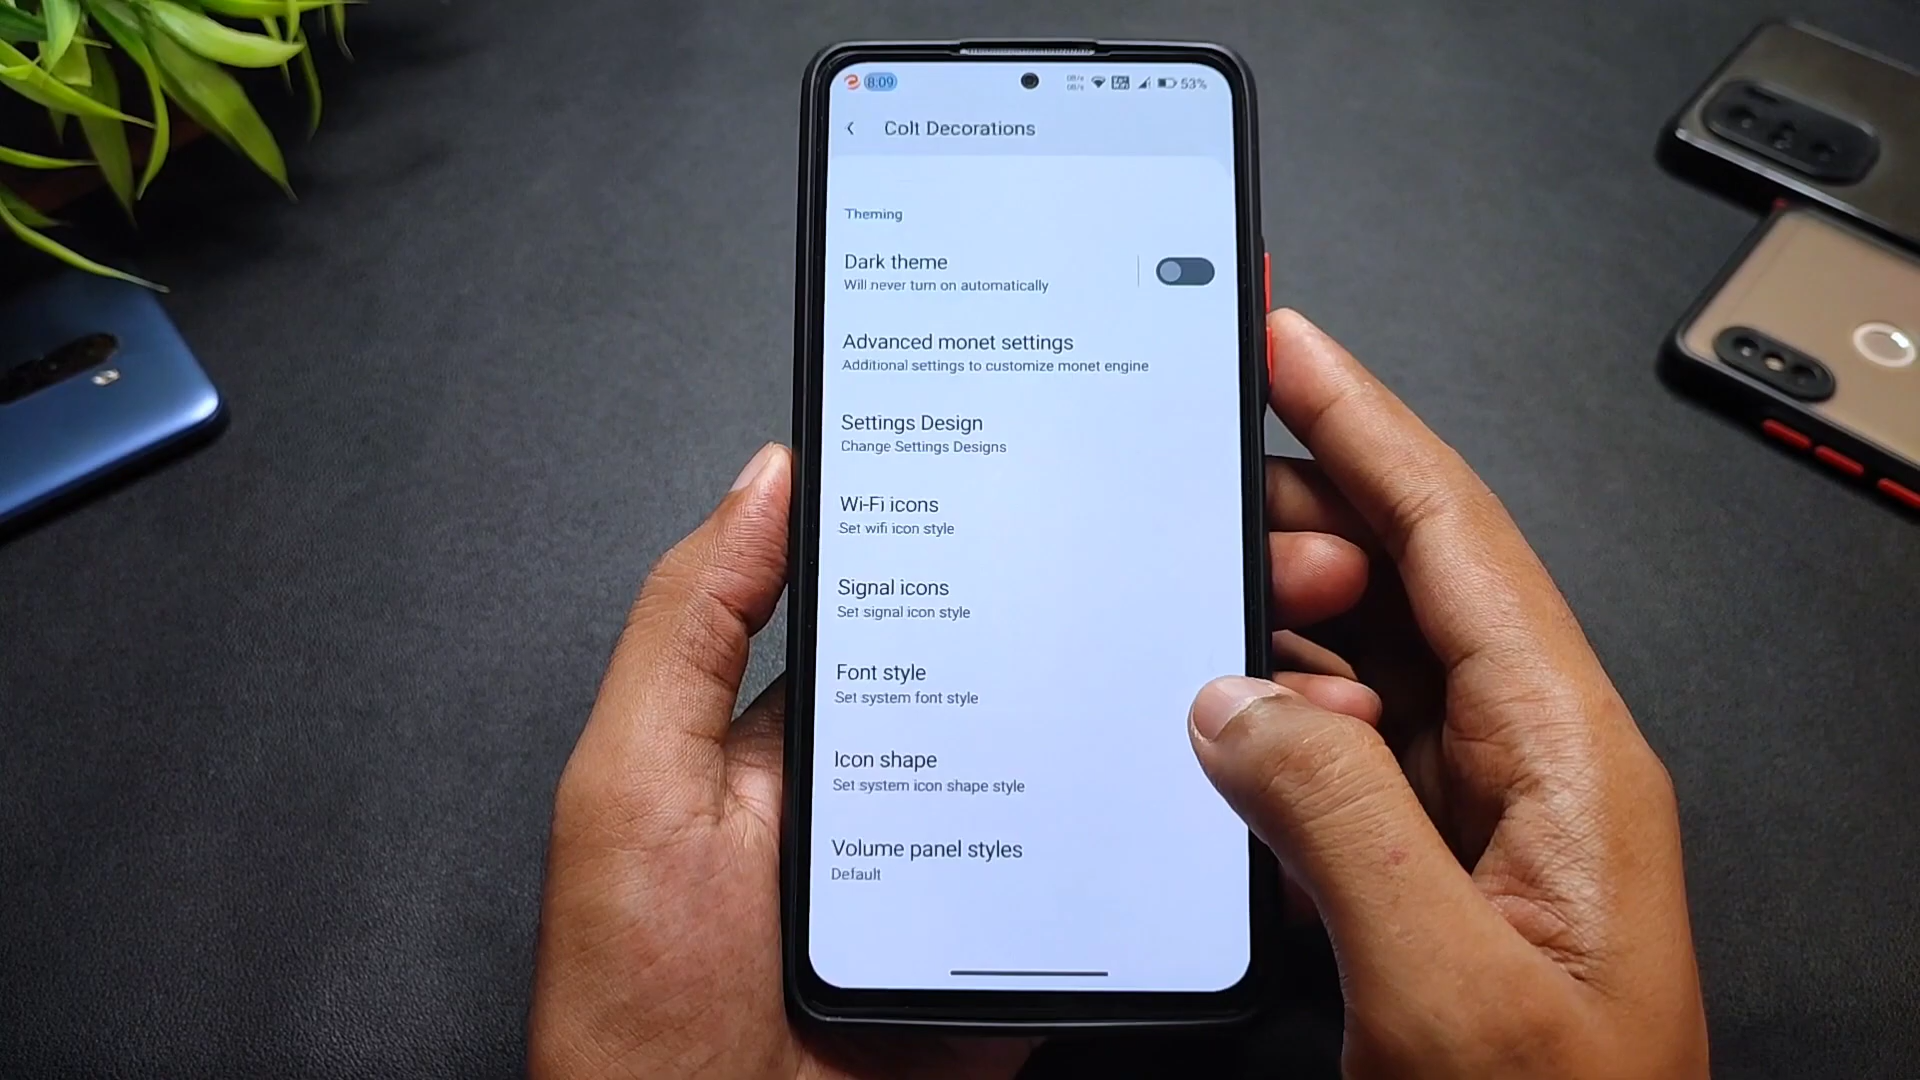 8:09
53%
Colt Decorations
Theming
Dark theme
Will never turn on automatically
Advanced monet settings
Additional settings to customize monet engine
Settings Design
Change Settings Designs
Wi-Fi icons
Set wifi icon style
Signal icons
Set signal icon style
Font style
Set system font style
Icon shape
Set system icon shape style
Volume panel styles
Default